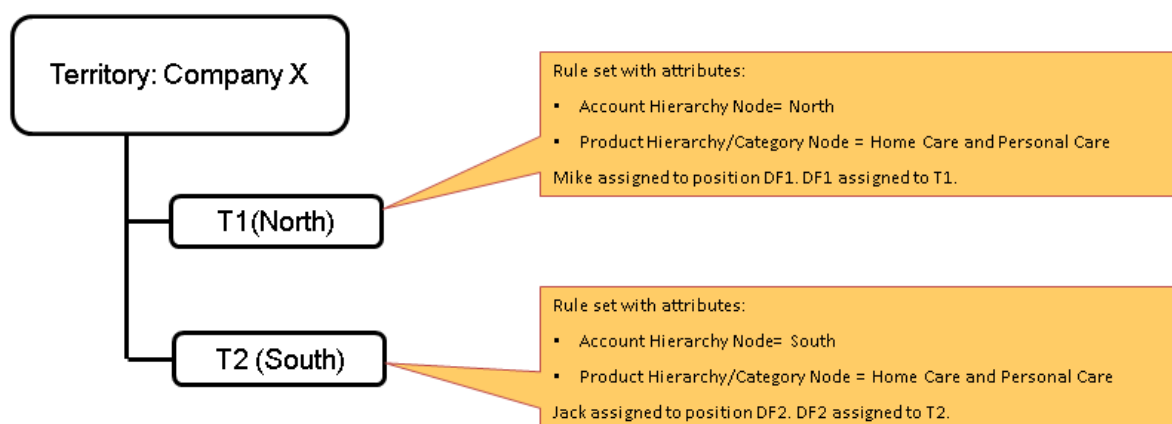 Territory: Company X
Rule set with attributes:
▪ Account Hierarchy Node= North
▪ Product Hierarchy/Category Node = Home Care and Personal Care
Mike assigned to position DF1. DF1 assigned to T1.
T1(North)
Rule set with attributes:
▪ Account Hierarchy Node= South
▪ Product Hierarchy/Category Node = Home Care and Personal Care
Jack assigned to position DF2. DF2 assigned to T2.
T2 (South)